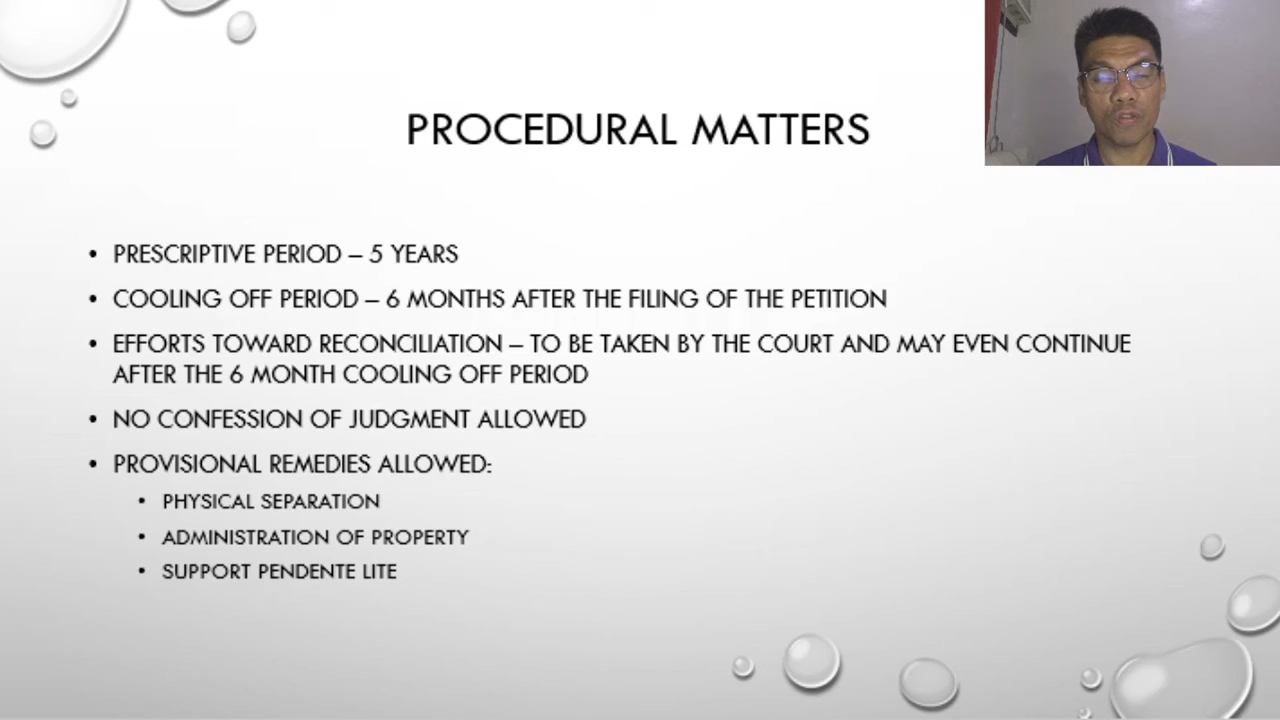 PROCEDURAL MATTERS
• PRESCRIPTIVE PERIOD – 5 YEARS
• COOLING OFF PERIOD – 6 MONTHS AFTER THE FILING OF THE PETITION
• EFFORTS TOWARD RECONCILIATION – TO BE TAKEN BY THE COURT AND MAY EVEN CONTINUE
AFTER THE 6 MONTH COOLING OFF PERIOD
• NO CONFESSION OF JUDGMENT ALLOWED
• PROVISIONAL REMEDIES ALLOWED:
• PHYSICAL SEPARATION
• ADMINISTRATION OF PROPERTY
• SUPPORT PENDENTE LITE